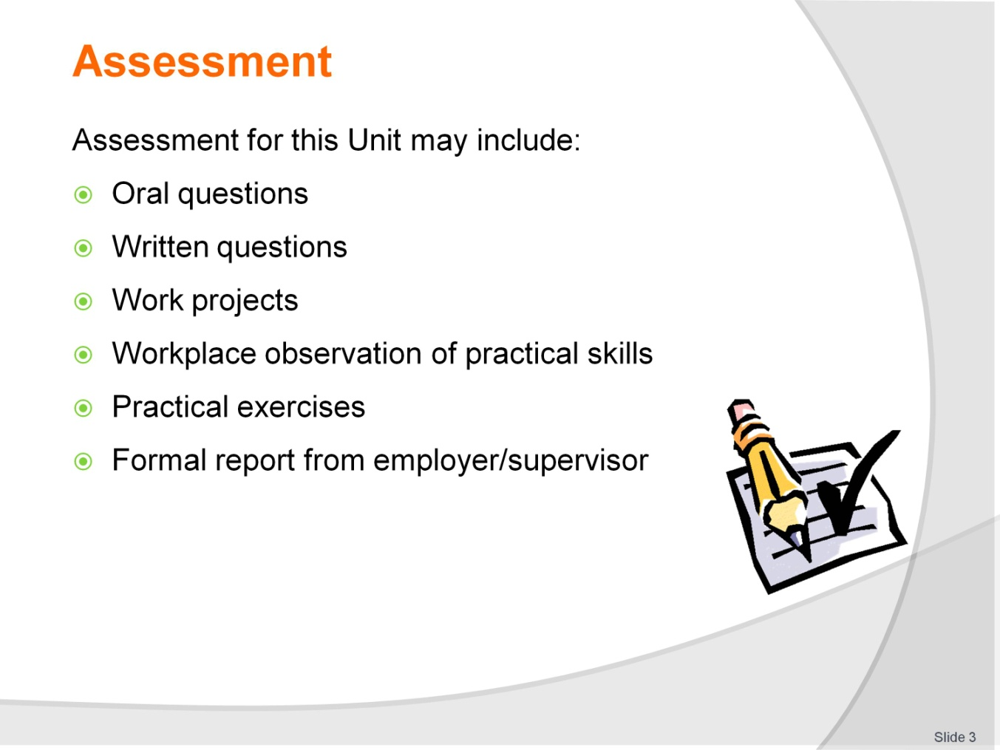 Assessment
Assessment for this Unit may include:
Oral questions
Written questions
Work projects
Workplace observation of practical skills
Practical exercises
Formal report from employer/supervisor
Slide 3